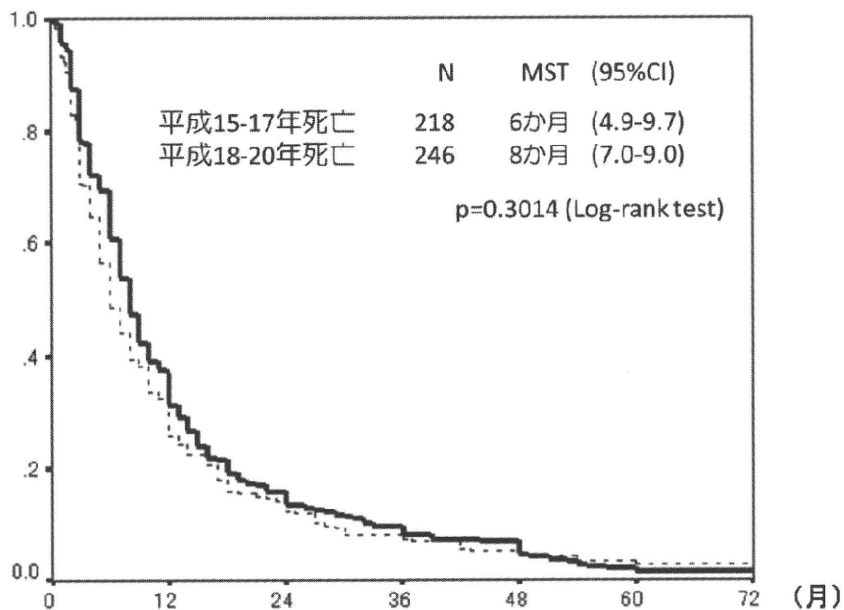 1.0
N MST (95%CI)
平成15-17年死亡 218 6か月 (4.9-9.7)
平成18-20年死亡 246 8か月 (7.0-9.0)
p=0.3014 (Log-rank test)
.8
.6
.4
.2
0.0
0 12 24 36 48 60 72 (月)